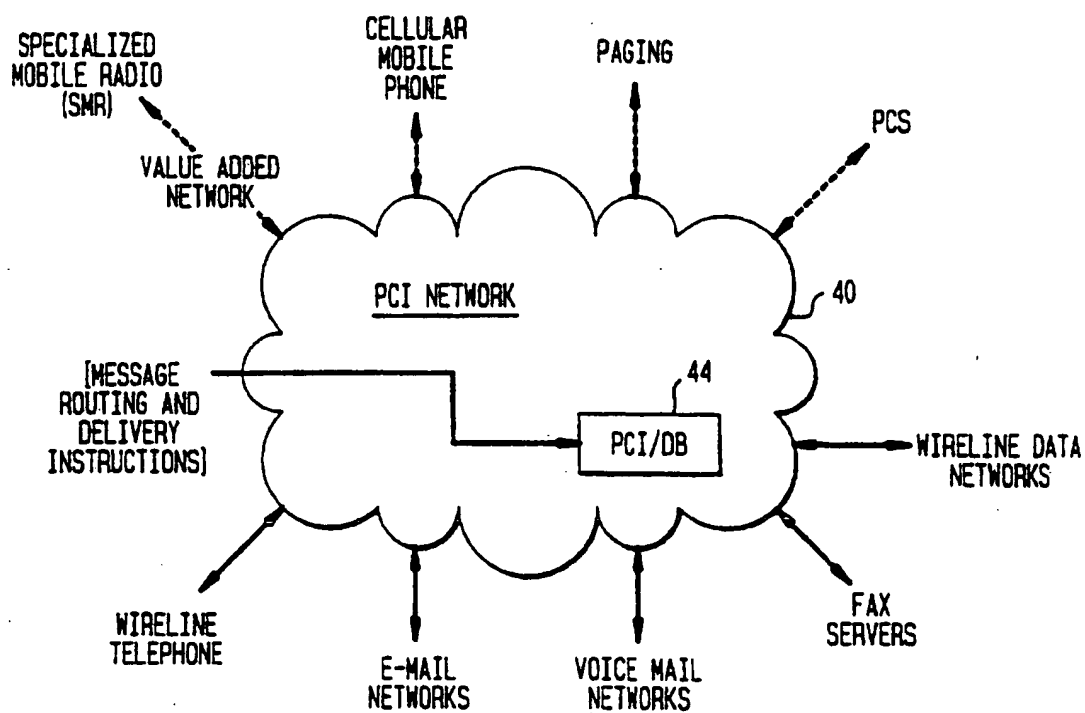 SPECIALIZED
MOBILE RADIO
(SMR)
VALUE ADDED
NETWORK
CELLULAR
MOBILE
PHONE
PAGING
PCS
PCI NETWORK
40
[MESSAGE
ROUTING AND
DELIVERY
INSTRUCTIONS]
44
PCI/DB
WIRELINE DATA
NETWORKS
WIRELINE
TELEPHONE
E-MAIL
NETWORKS
VOICE MAIL
NETWORKS
FAX
SERVERS